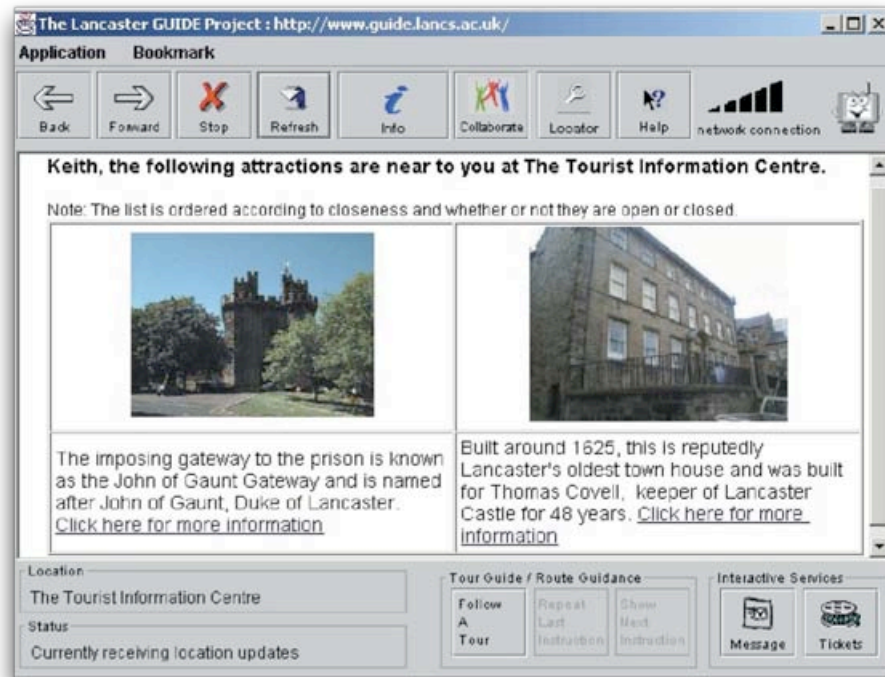 The Lancaster GUIDE Project : http://www.guide.lancs.ac.uk/
Application Bookmark
Back Forward Stop Refresh Info Collaborate Locator Help network connection
Keith, the following attractions are near to you at The Tourist Information Centre.
Note: The list is ordered according to closeness and whether or not they are open or closed.
The imposing gateway to the prison is known
as the John of Gaunt Gateway and is named
after John of Gaunt, Duke of Lancaster.
Click here for more information
Built around 1625, this is reputedly
Lancaster's oldest town house and was built
for Thomas Covell, keeper of Lancaster
Castle for 48 years. Click here for more
information
Location
The Tourist Information Centre
Status
Currently receiving location updates
Tour Guide / Route Guidance
Follow
A
Tour
Repeat
Last
Instruction
Show
Next
Instruction
Interactive Services
Message
Tickets